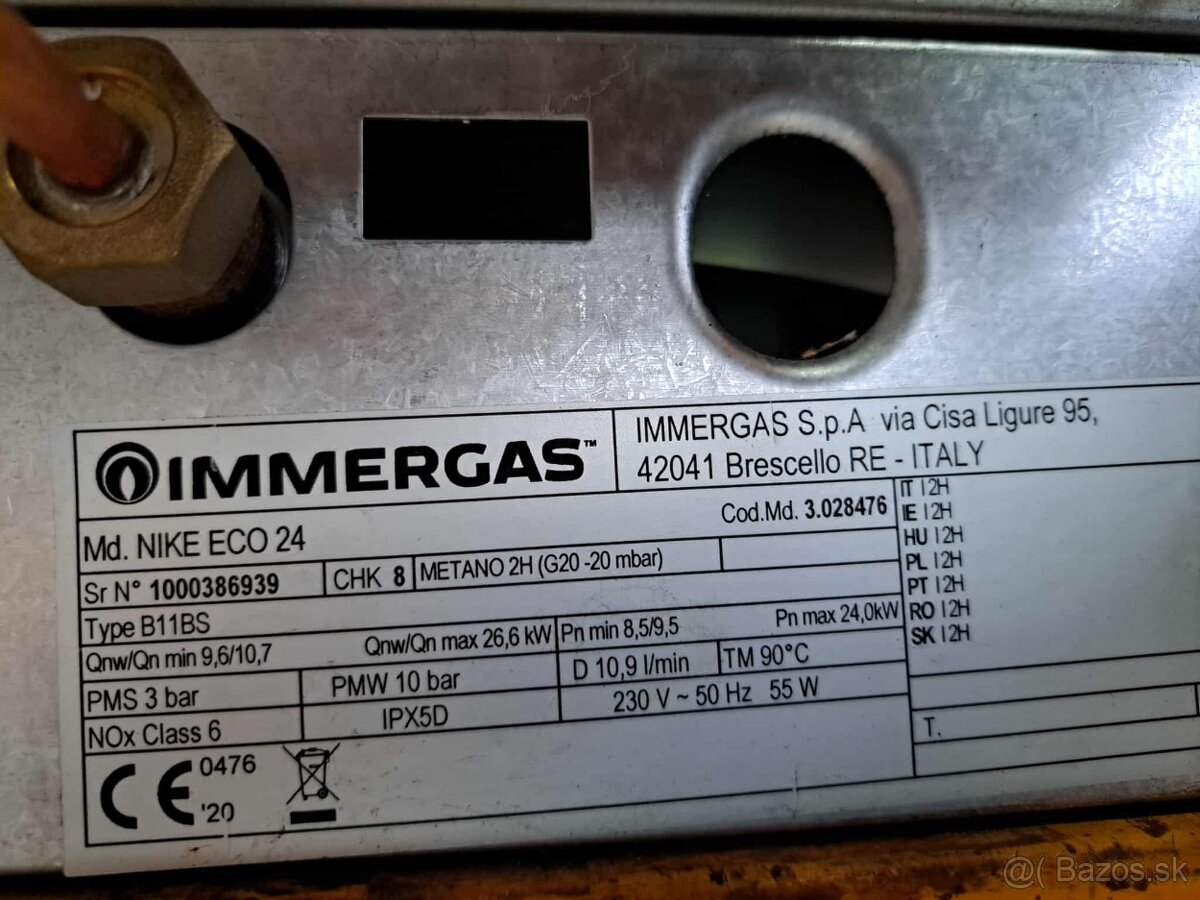 IMMERGAS™
IMMERGAS S.p.A via Cisa Ligure 95,
42041 Brescello RE - ITALY
Md. NIKE ECO 24
Cod.Md. 3.028476
Sr N° 1000386939
CHK 8
METANO 2H (G20 -20 mbar)
Type B11BS
Qnw/Qn min 9,6/10,7
Qnw/Qn max 26,6 kW
Pn min 8,5/9,5
Pn max 24,0kW
PMS 3 bar
PMW 10 bar
D 10,9 l/min
TM 90°C
NOx Class 6
IPX5D
230 V ~ 50 Hz 55 W
CE 0476
'20
IT I2H
IE I2H
HU I2H
PL I2H
PT I2H
RO I2H
SK I2H
T.
@( Bazos.sk